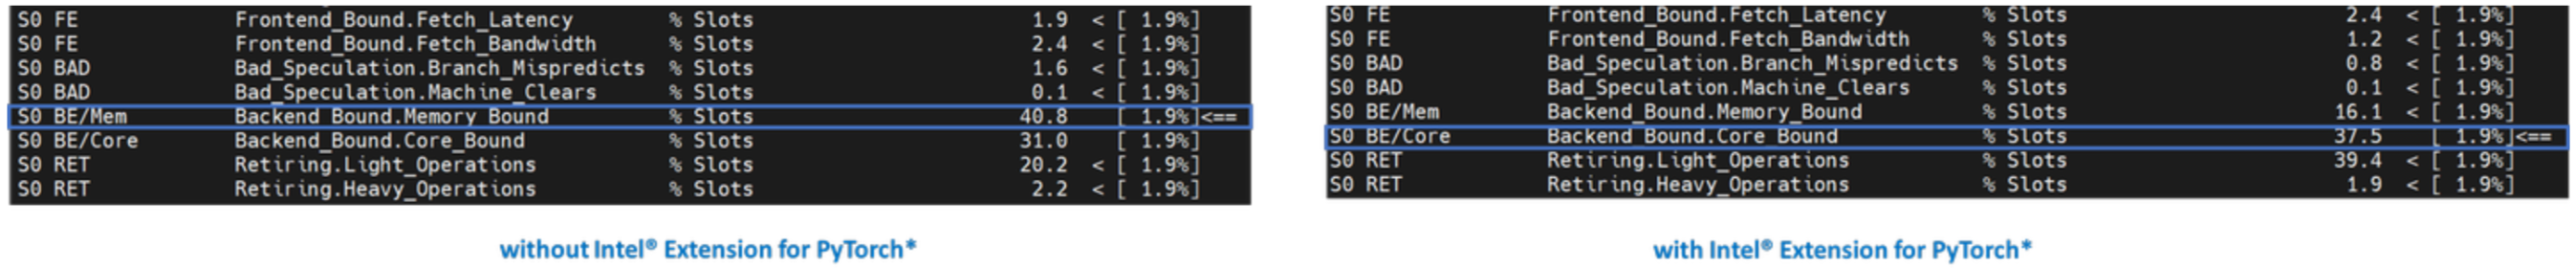 S0 FE Frontend_Bound.Fetch_Latency % Slots 1.9 < [ 1.9%]
S0 FE Frontend_Bound.Fetch_Bandwidth % Slots 2.4 < [ 1.9%]
S0 BAD Bad_Speculation.Branch_Mispredicts % Slots 1.6 < [ 1.9%]
S0 BAD Bad_Speculation.Machine_Clears % Slots 0.1 < [ 1.9%]
S0 BE/Mem Backend_Bound.Memory_Bound % Slots 40.8 [ 1.9%]<==
S0 BE/Core Backend_Bound.Core_Bound % Slots 31.0 [ 1.9%]
S0 RET Retiring.Light_Operations % Slots 20.2 < [ 1.9%]
S0 RET Retiring.Heavy_Operations % Slots 2.2 < [ 1.9%]
without Intel® Extension for PyTorch*
S0 FE Frontend_Bound.Fetch_Latency % Slots 2.4 < [ 1.9%]
S0 FE Frontend_Bound.Fetch_Bandwidth % Slots 1.2 < [ 1.9%]
S0 BAD Bad_Speculation.Branch_Mispredicts % Slots 0.8 < [ 1.9%]
S0 BAD Bad_Speculation.Machine_Clears % Slots 0.1 < [ 1.9%]
S0 BE/Mem Backend_Bound.Memory_Bound % Slots 16.1 [ 1.9%]
S0 BE/Core Backend_Bound.Core_Bound % Slots 37.5 [ 1.9%]<==
S0 RET Retiring.Light_Operations % Slots 39.4 < [ 1.9%]
S0 RET Retiring.Heavy_Operations % Slots 1.9 < [ 1.9%]
with Intel® Extension for PyTorch*